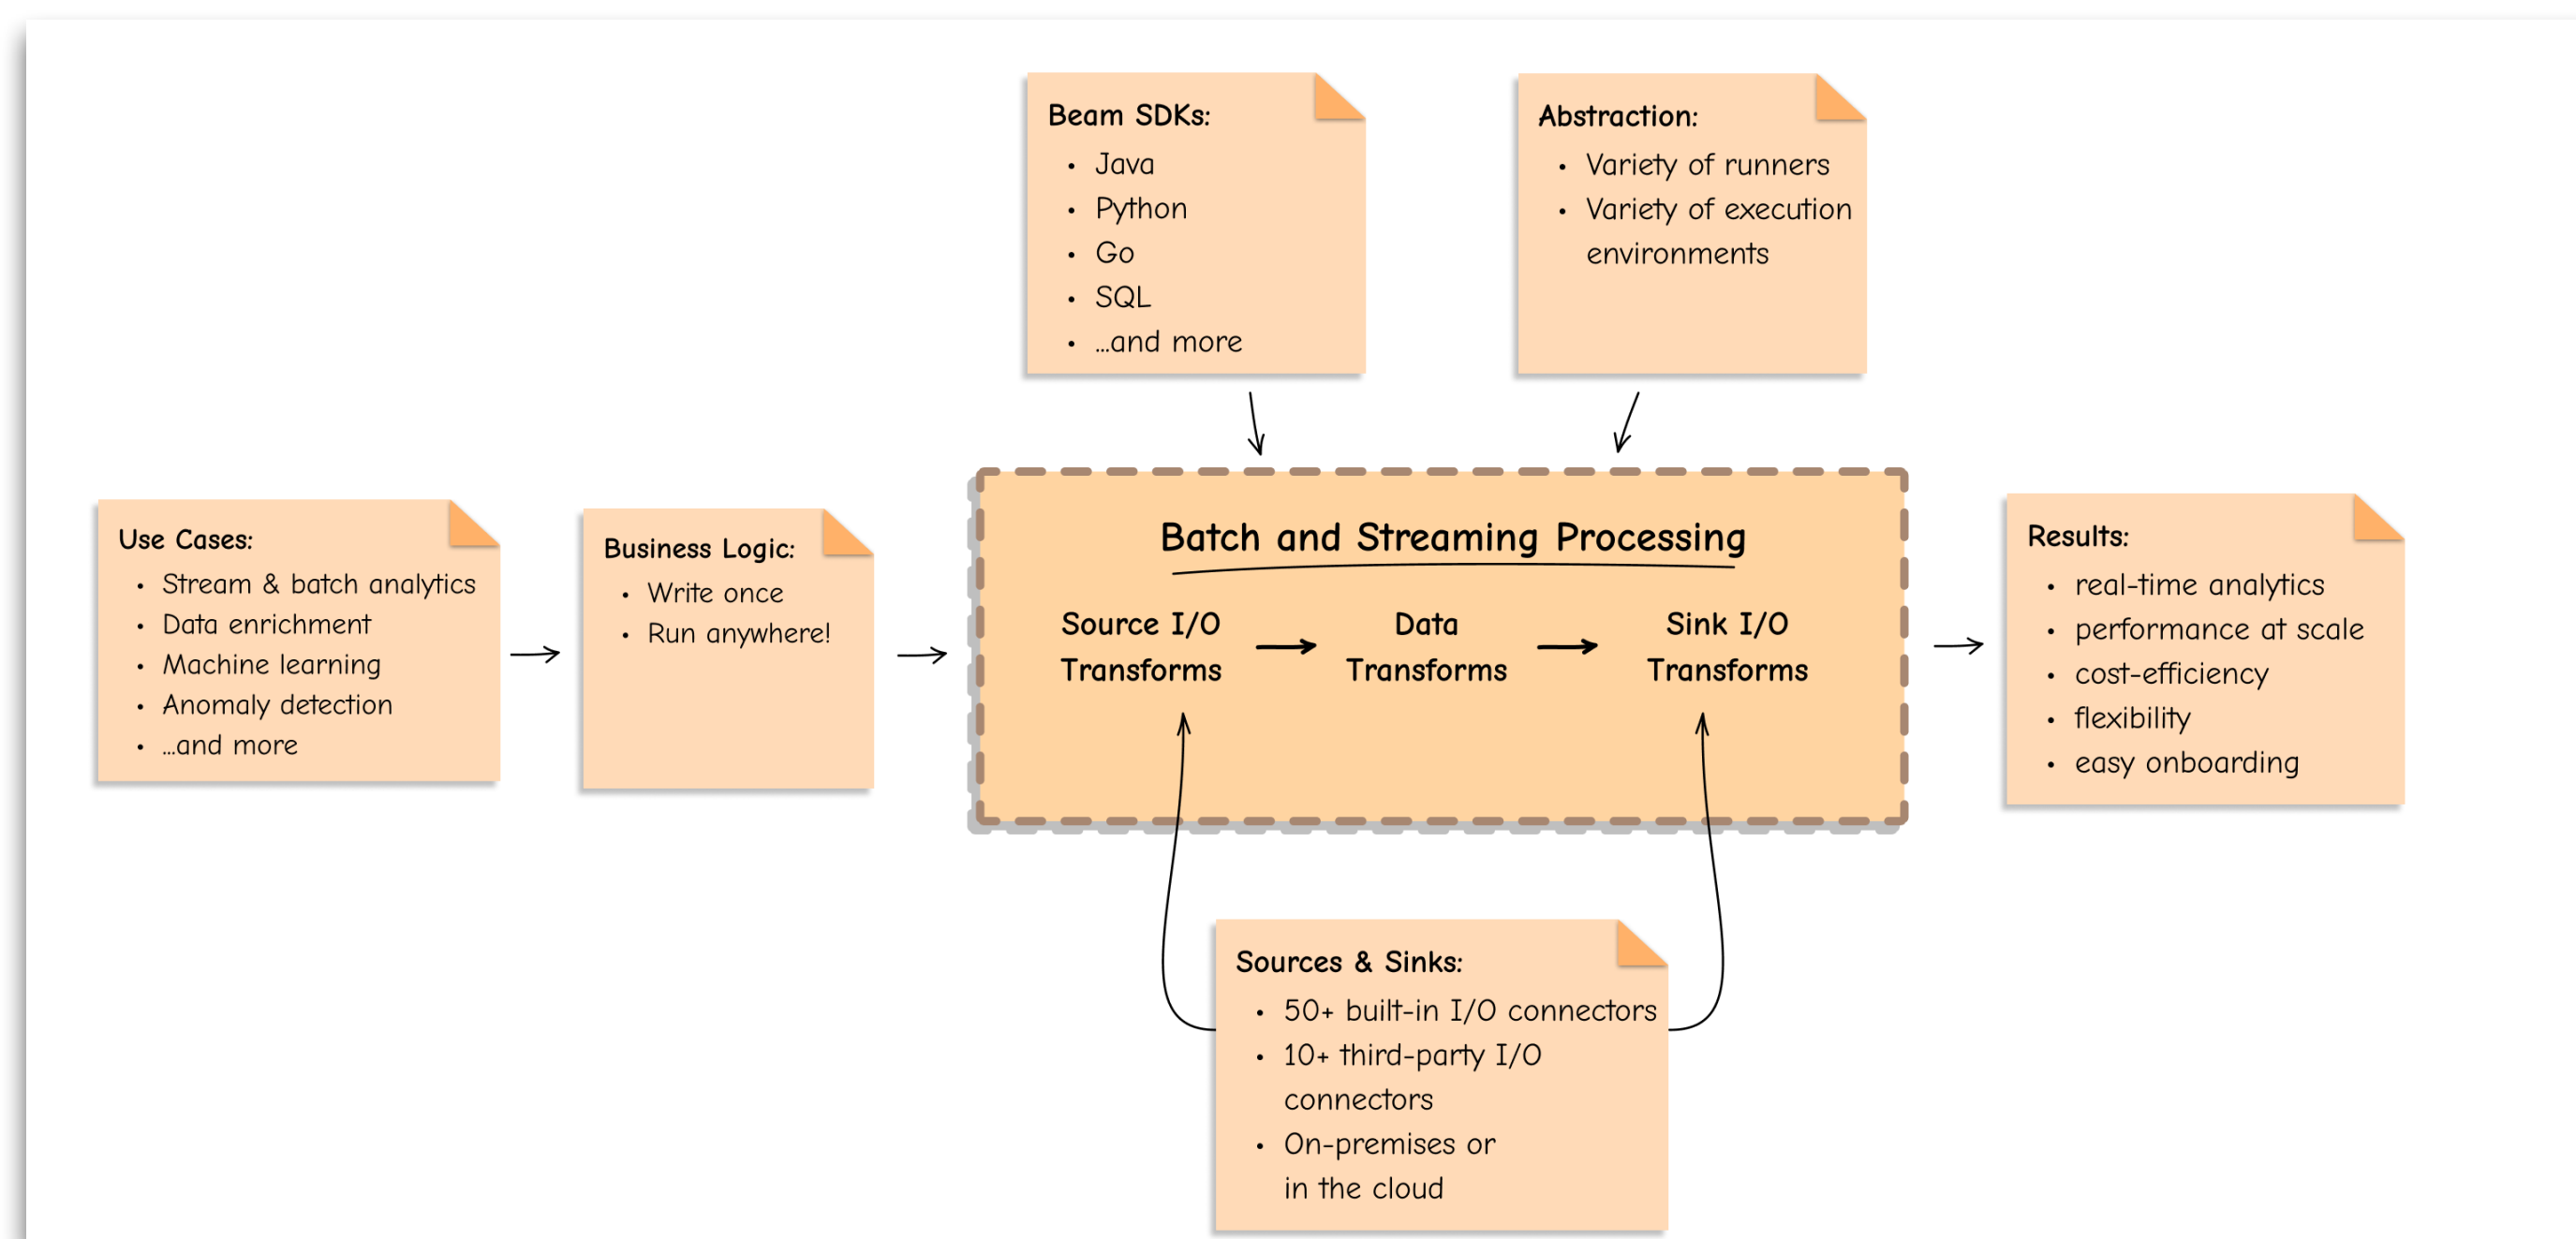 Beam SDKs:
• Java
• Python
• Go
• SQL
• ...and more
Abstraction:
• Variety of runners
• Variety of execution
environments
Use Cases:
• Stream & batch analytics
• Data enrichment
• Machine learning
• Anomaly detection
• ...and more
Business Logic:
• Write once
• Run anywhere!
Batch and Streaming Processing
Source I/O
Transforms
Data
Transforms
Sink I/O
Transforms
Results:
• real-time analytics
• performance at scale
• cost-efficiency
• flexibility
• easy onboarding
Sources & Sinks:
• 50+ built-in I/O connectors
• 10+ third-party I/O
connectors
• On-premises or
in the cloud